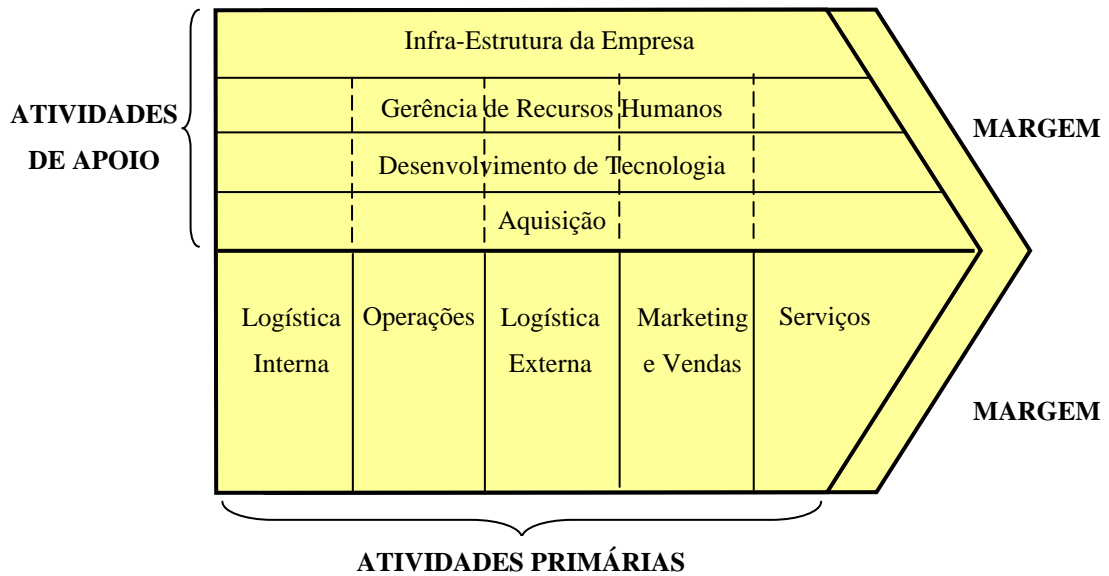 Infra-Estrutura da Empresa
ATIVIDADES
DE APOIO
Gerência de Recursos Humanos
Desenvolvimento de Tecnologia
Aquisição
MARGEM
Logística
Interna
Operações
Logística
Externa
Marketing
e Vendas
Serviços
MARGEM
ATIVIDADES PRIMÁRIAS